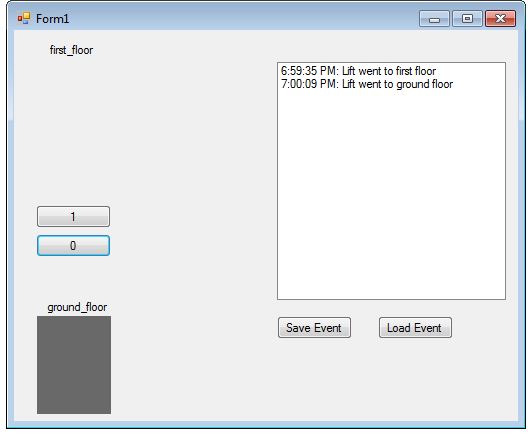 Form1
first_floor
6:59:35 PM: Lift went to first floor
7:00:09 PM: Lift went to ground floor
1
0
ground_floor
Save Event
Load Event